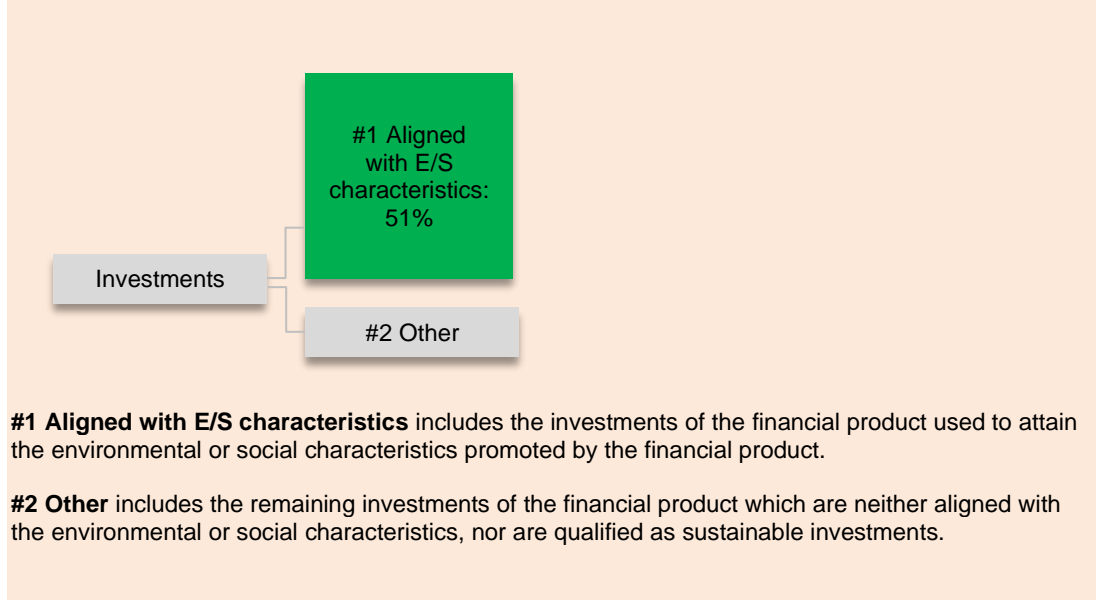 #1 Aligned
with E/S
characteristics:
51%
Investments
#2 Other
#1 Aligned with E/S characteristics includes the investments of the financial product used to attain
the environmental or social characteristics promoted by the financial product.
#2 Other includes the remaining investments of the financial product which are neither aligned with
the environmental or social characteristics, nor are qualified as sustainable investments.